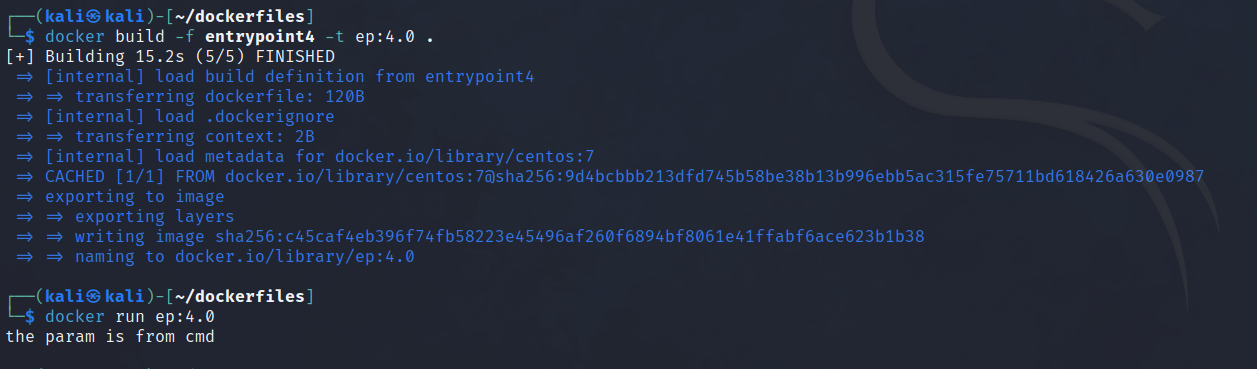 ┌──(kali㉿kali)-[~/dockerfiles]
└─$ docker build -f entrypoint4 -t ep:4.0 .
[+] Building 15.2s (5/5) FINISHED
⇒ [internal] load build definition from entrypoint4
⇒ ⇒ transferring dockerfile: 120B
⇒ [internal] load .dockerignore
⇒ ⇒ transferring context: 2B
⇒ [internal] load metadata for docker.io/library/centos:7
⇒ CACHED [1/1] FROM docker.io/library/centos:7@sha256:9d4bcbbb213dfd745b58be38b13b996ebb5ac315fe75711bd618426a630e0987
⇒ exporting to image
⇒ ⇒ exporting layers
⇒ ⇒ writing image sha256:c45caf4eb396f74fb58223e45496af260f6894bf8061e41ffabf6ace623b1b38
⇒ ⇒ naming to docker.io/library/ep:4.0
┌──(kali㉿kali)-[~/dockerfiles]
└─$ docker run ep:4.0
the param is from cmd